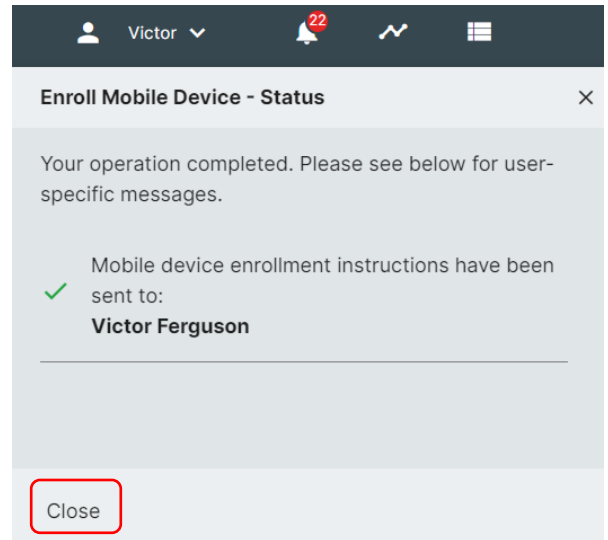 Victor
22
Enroll Mobile Device - Status
Your operation completed. Please see below for user-
specific messages.
Mobile device enrollment instructions have been
sent to:
Victor Ferguson
Close